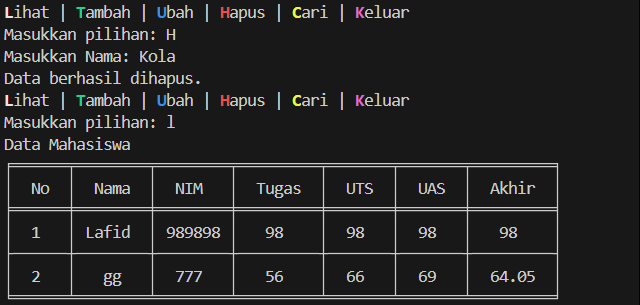 Lihat | Tambah | Ubah | Hapus | Cari | Keluar
Masukkan pilihan: H
Masukkan Nama: Kola
Data berhasil dihapus.
Lihat | Tambah | Ubah | Hapus | Cari | Keluar
Masukkan pilihan: l
Data Mahasiswa
No Nama NIM Tugas UTS UAS Akhir
1 Lafid 989898 98 98 98 98
2 gg 777 56 66 69 64.05